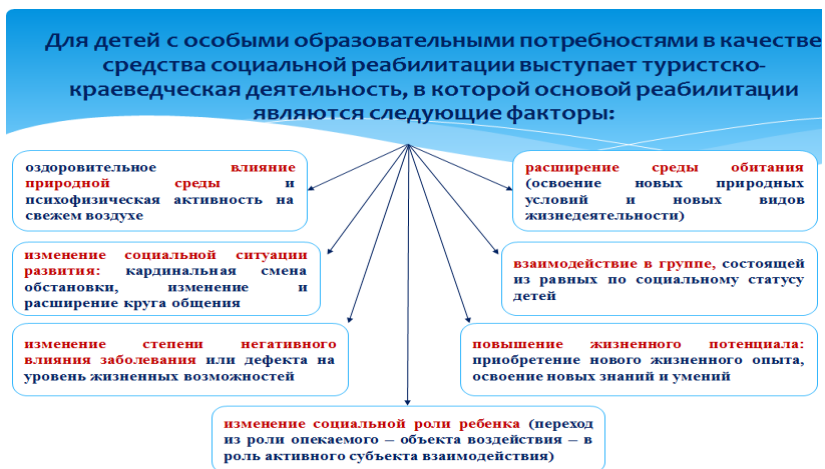 Для детей с особыми образовательными потребностями в качестве
средства социальной реабилитации выступает туристско-
краеведческая деятельность, в которой основой реабилитации
являются следующие факторы:
оздоровительное влияние
природной среды и
психофизическая активность на
свежем воздухе
расширение среды обитания
(освоение новых природных
условий и новых видов
жизнедеятельности)
изменение социальной ситуации
развития: кардинальная смена
обстановки, изменение и
расширение круга общения
взаимодействие в группе, состоящей
из равных по социальному статусу
детей
изменение степени негативного
влияния заболевания или дефекта на
уровень жизненных возможностей
повышение жизненного потенциала:
приобретение нового жизненного опыта,
освоение новых знаний и умений
изменение социальной роли ребенка (переход
из роли опекаемого – объекта воздействия – в
роль активного субъекта взаимодействия)